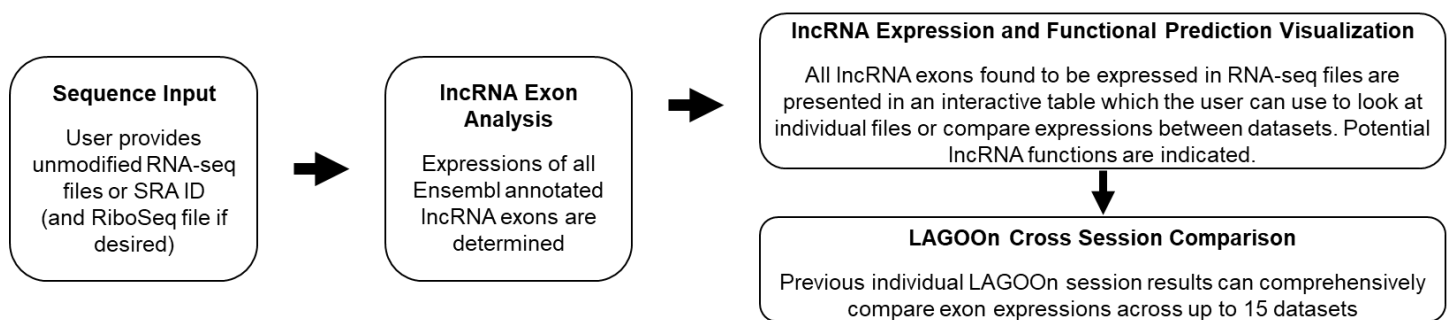 Sequence Input
User provides
unmodified RNA-seq
files or SRA ID
(and RiboSeq file if
desired)
lncRNA Exon
Analysis
Expressions of all
Ensembl annotated
lncRNA exons are
determined
lncRNA Expression and Functional Prediction Visualization
All lncRNA exons found to be expressed in RNA-seq files are
presented in an interactive table which the user can use to look at
individual files or compare expressions between datasets. Potential
lncRNA functions are indicated.
LAGOOn Cross Session Comparison
Previous individual LAGOOn session results can comprehensively
compare exon expressions across up to 15 datasets